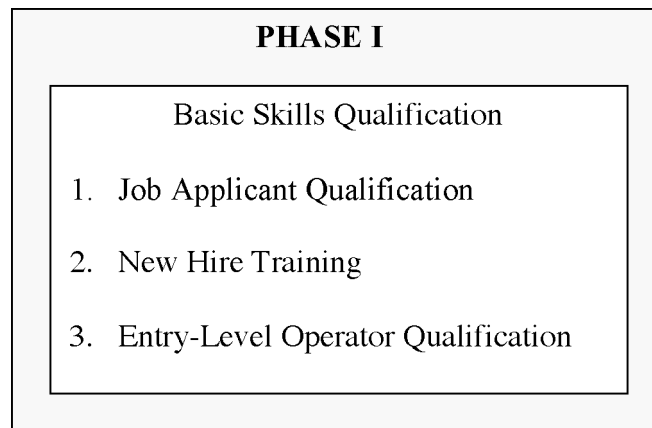 PHASE I
Basic Skills Qualification
1. Job Applicant Qualification
2. New Hire Training
3. Entry-Level Operator Qualification